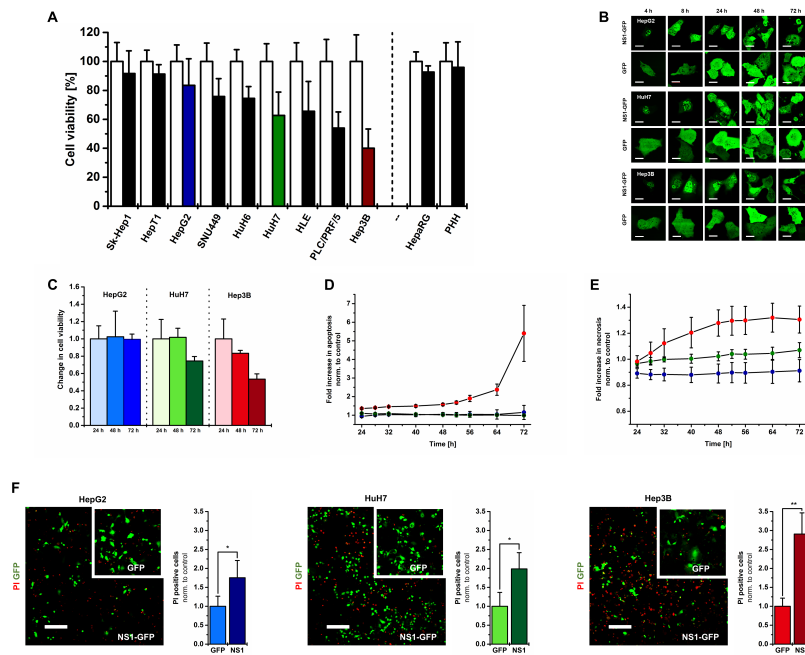 A
Cell viability [%]
120
100
80
60
40
20
0
Sk-Hep1
HepT1
HepG2
SNU449
HuH6
HuH7
HLE
PLC/PRF/5
Hep3B
--
HepaRG
PHH
B
4 h 8 h 24 h 48 h 72 h
HepG2
NS1-GFP
GFP
HuH7
NS1-GFP
GFP
Hep3B
NS1-GFP
GFP
C
HepG2 HuH7 Hep3B
Change in cell viability
1.6
1.4
1.2
1.0
0.8
0.6
0.4
0.2
0.0
24 h 48 h 72 h 24 h 48 h 72 h 24 h 48 h 72 h
D
Fold increase in apoptosis
norm. to control
7
6
5
4
3
2
1
24 32 40 48 56 64 72
Time [h]
E
Fold increase in necrosis
norm. to control
1.4
1.2
1.0
0.8
0.6
24 32 40 48 56 64 72
Time [h]
F
HepG2
PI GFP
GFP
NS1-GFP
PI positive cells
norm. to control
3.5
3.0
2.5
2.0
1.5
1.0
0.5
0.0
*
GFP NS1
HuH7
PI GFP
GFP
NS1-GFP
PI positive cells
norm. to control
3.5
3.0
2.5
2.0
1.5
1.0
0.5
0.0
*
GFP NS1
Hep3B
PI GFP
GFP
NS1-GFP
PI positive cells
norm. to control
3.5
3.0
2.5
2.0
1.5
1.0
0.5
0.0
**
GFP NS